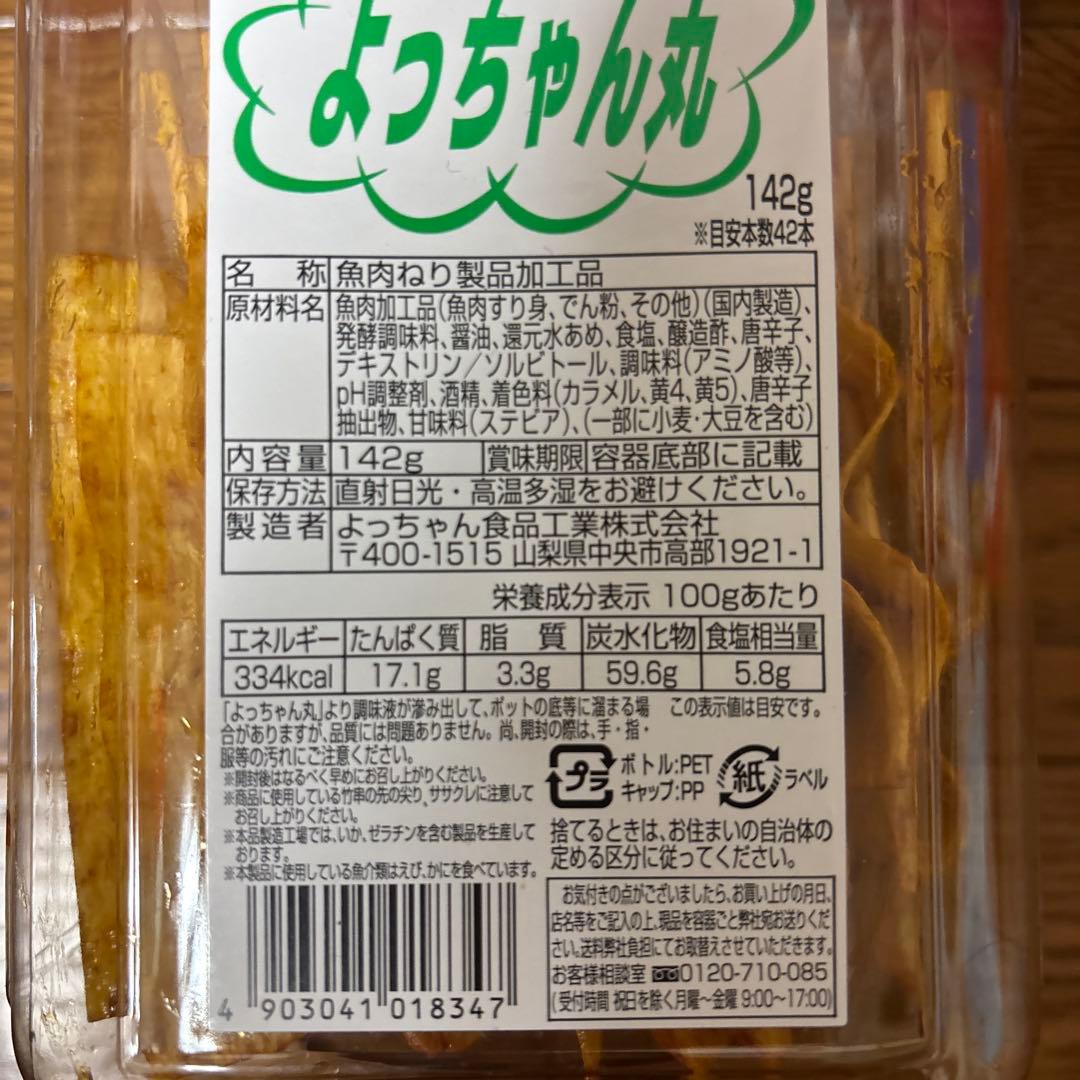 よっちゃん丸
142g
※目安本数42本
名 称 魚肉ねり製品加工品
原材料名 魚肉加工品(魚肉すり身、でん粉、その他)(国内製造)、
発酵調味料、醤油、還元水あめ、食塩、醸造酢、唐辛子、
デキストリン/ソルビトール、調味料(アミノ酸等)、
pH調整剤、酒精、着色料(カラメル、黄4、黄5)、唐辛子
抽出物、甘味料(ステビア)、(一部に小麦・大豆を含む)
内容量 142g 賞味期限 容器底部に記載
保存方法 直射日光・高温多湿をお避けください。
製造者 よっちゃん食品工業株式会社
〒400-1515 山梨県中央市高部1921-1
栄養成分表示 100gあたり
エネルギー たんぱく質 脂 質 炭水化物 食塩相当量
334kcal 17.1g 3.3g 59.6g 5.8g
この表示値は目安です。
「よっちゃん丸」より調味液が滲み出して、ポットの底等に溜まる場
合がありますが、品質には問題ありません。尚、開封の際は、手・指・
服等の汚れにご注意ください。
※開封後はなるべく早めにお召し上がりください。
※商品に使用している竹串の先の尖り、ササクレに注意して
お召し上がりください。
※本品製造工場では、いか、ゼラチンを含む製品を生産して
おります。
※本製品に使用している魚介類はえび、かにを食べています。
プラ ボトル:PET
キャップ:PP
紙 ラベル
捨てるときは、お住まいの自治体の
定める区分に従ってください。
お気付きの点がございましたら、お買い上げの月日、
店名等をご記入の上、現品を容器ごと弊社宛お送りくだ
さい。送料弊社負担にてお取替えさせていただきます。
お客様相談室 0120-710-085
(受付時間 祝日を除く月曜～金曜 9:00～17:00)
4 903041 018347